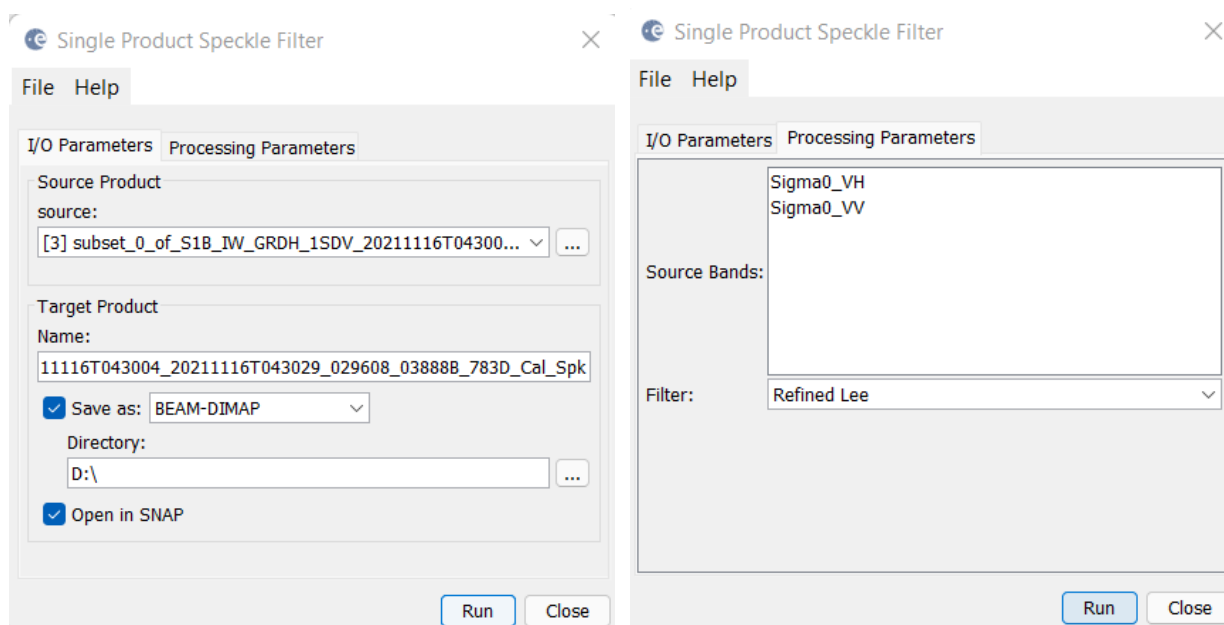 Single Product Speckle Filter
File Help
I/O Parameters Processing Parameters
Source Product
source:
[3] subset_0_of_S1B_IW_GRDH_1SDV_20211116T04300... ...
Target Product
Name:
11116T043004_20211116T043029_029608_03888B_783D_Cal_Spk
Save as: BEAM-DIMAP
Directory:
D:\ ...
Open in SNAP
Run Close
Single Product Speckle Filter
File Help
I/O Parameters Processing Parameters
Source Bands:
Sigma0_VH
Sigma0_VV
Filter: Refined Lee
Run Close